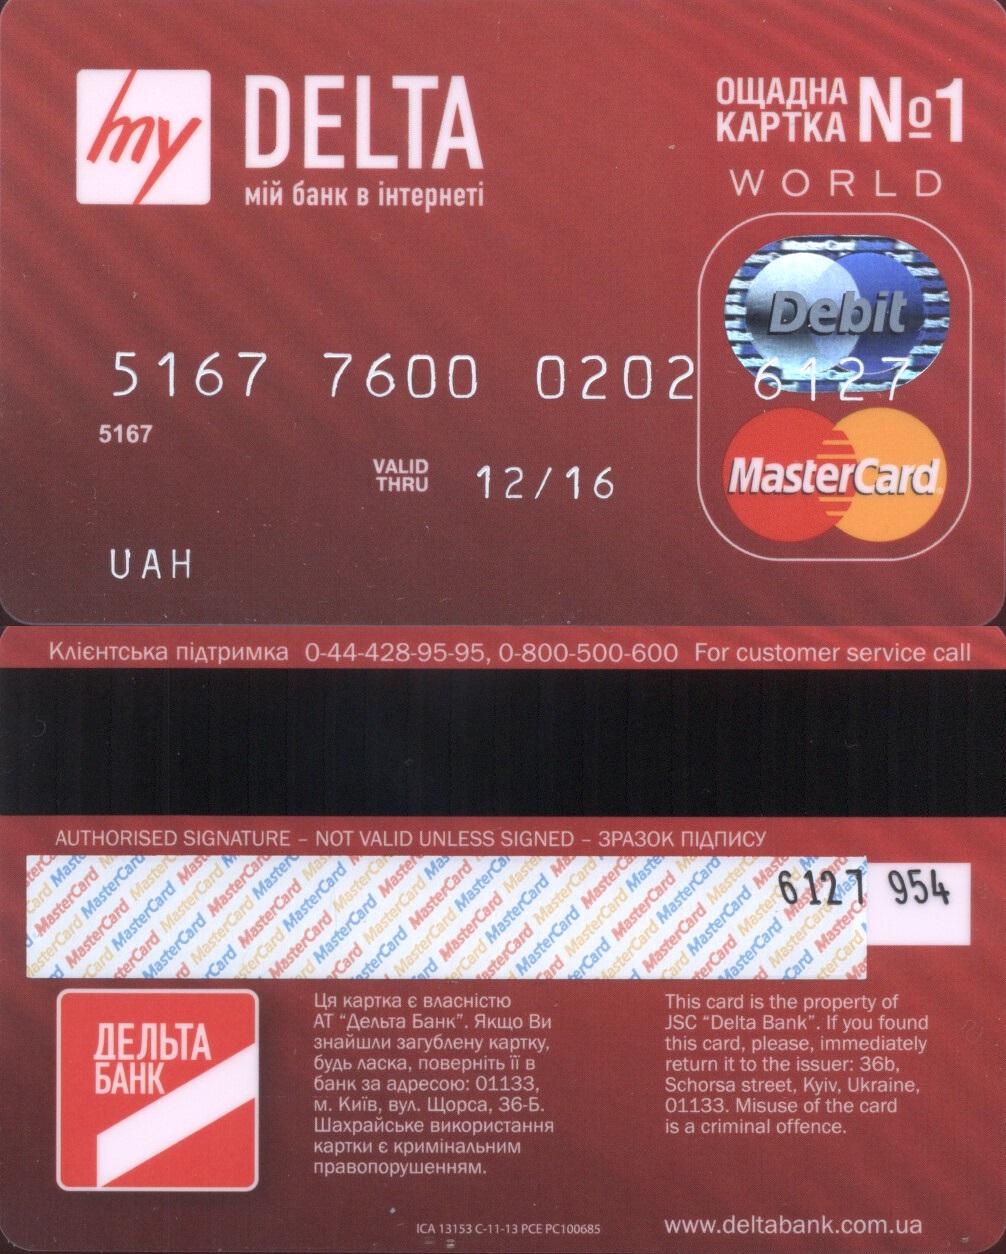 my
DELTA
мій банк в інтернеті
ОЩАДНА
КАРТКА
№1
WORLD
Debit
5167 7600 0202 6127
5167
VALID
THRU
12/16
MasterCard
UAH
Клієнтська підтримка 0-44-428-95-95, 0-800-500-600 For customer service call
AUTHORISED SIGNATURE – NOT VALID UNLESS SIGNED – ЗРАЗОК ПІДПИСУ
6127 954
ДЕЛЬТА
БАНК
Ця картка є власністю
АТ “Дельта Банк”. Якщо Ви
знайшли загублену картку,
будь ласка, поверніть її в
банк за адресою: 01133,
м. Київ, вул. Щорса, 36-Б.
Шахрайське використання
картки є кримінальним
правопорушенням.
This card is the property of
JSC “Delta Bank”. If you found
this card, please, immediately
return it to the issuer: 36b,
Schorsa street, Kyiv, Ukraine,
01133. Misuse of the card
is a criminal offence.
ICA 13153 C-11-13 PCE PC100685
www.deltabank.com.ua